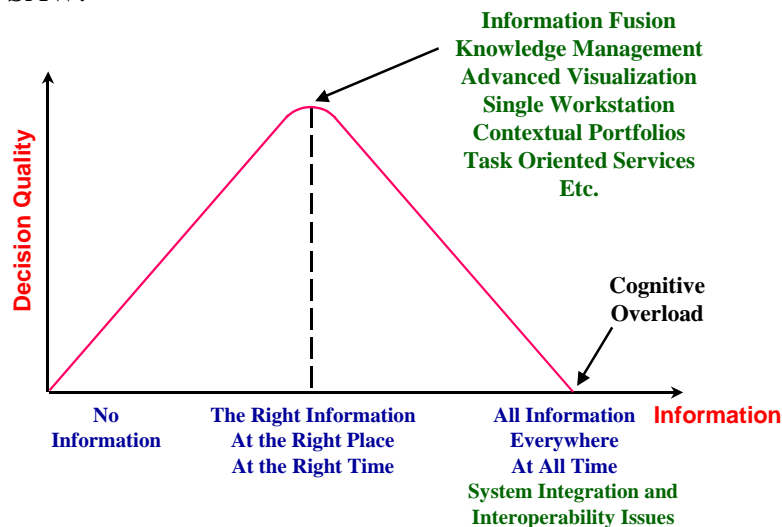 Information Fusion
Knowledge Management
Advanced Visualization
Single Workstation
Contextual Portfolios
Task Oriented Services
Etc.
Decision Quality
Cognitive
Overload
No
Information
The Right Information
At the Right Place
At the Right Time
All Information
Everywhere
At All Time
Information
System Integration and
Interoperability Issues